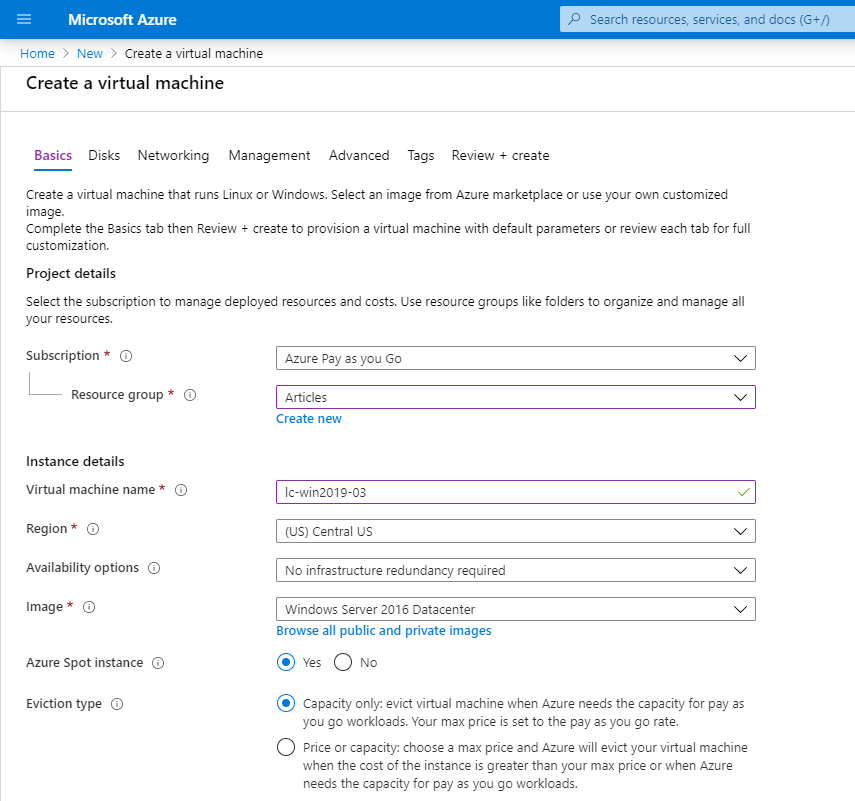 Microsoft Azure
Search resources, services, and docs (G+/)
Home > New > Create a virtual machine
Create a virtual machine
Basics Disks Networking Management Advanced Tags Review + create
Create a virtual machine that runs Linux or Windows. Select an image from Azure marketplace or use your own customized
image.
Complete the Basics tab then Review + create to provision a virtual machine with default parameters or review each tab for full
customization.
Project details
Select the subscription to manage deployed resources and costs. Use resource groups like folders to organize and manage all
your resources.
Subscription * Azure Pay as you Go
Resource group * Articles
Create new
Instance details
Virtual machine name * lc-win2019-03
Region * (US) Central US
Availability options No infrastructure redundancy required
Image * Windows Server 2016 Datacenter
Browse all public and private images
Azure Spot instance Yes No
Eviction type Capacity only: evict virtual machine when Azure needs the capacity for pay as
you go workloads. Your max price is set to the pay as you go rate.
Price or capacity: choose a max price and Azure will evict your virtual machine
when the cost of the instance is greater than your max price or when Azure
needs the capacity for pay as you go workloads.